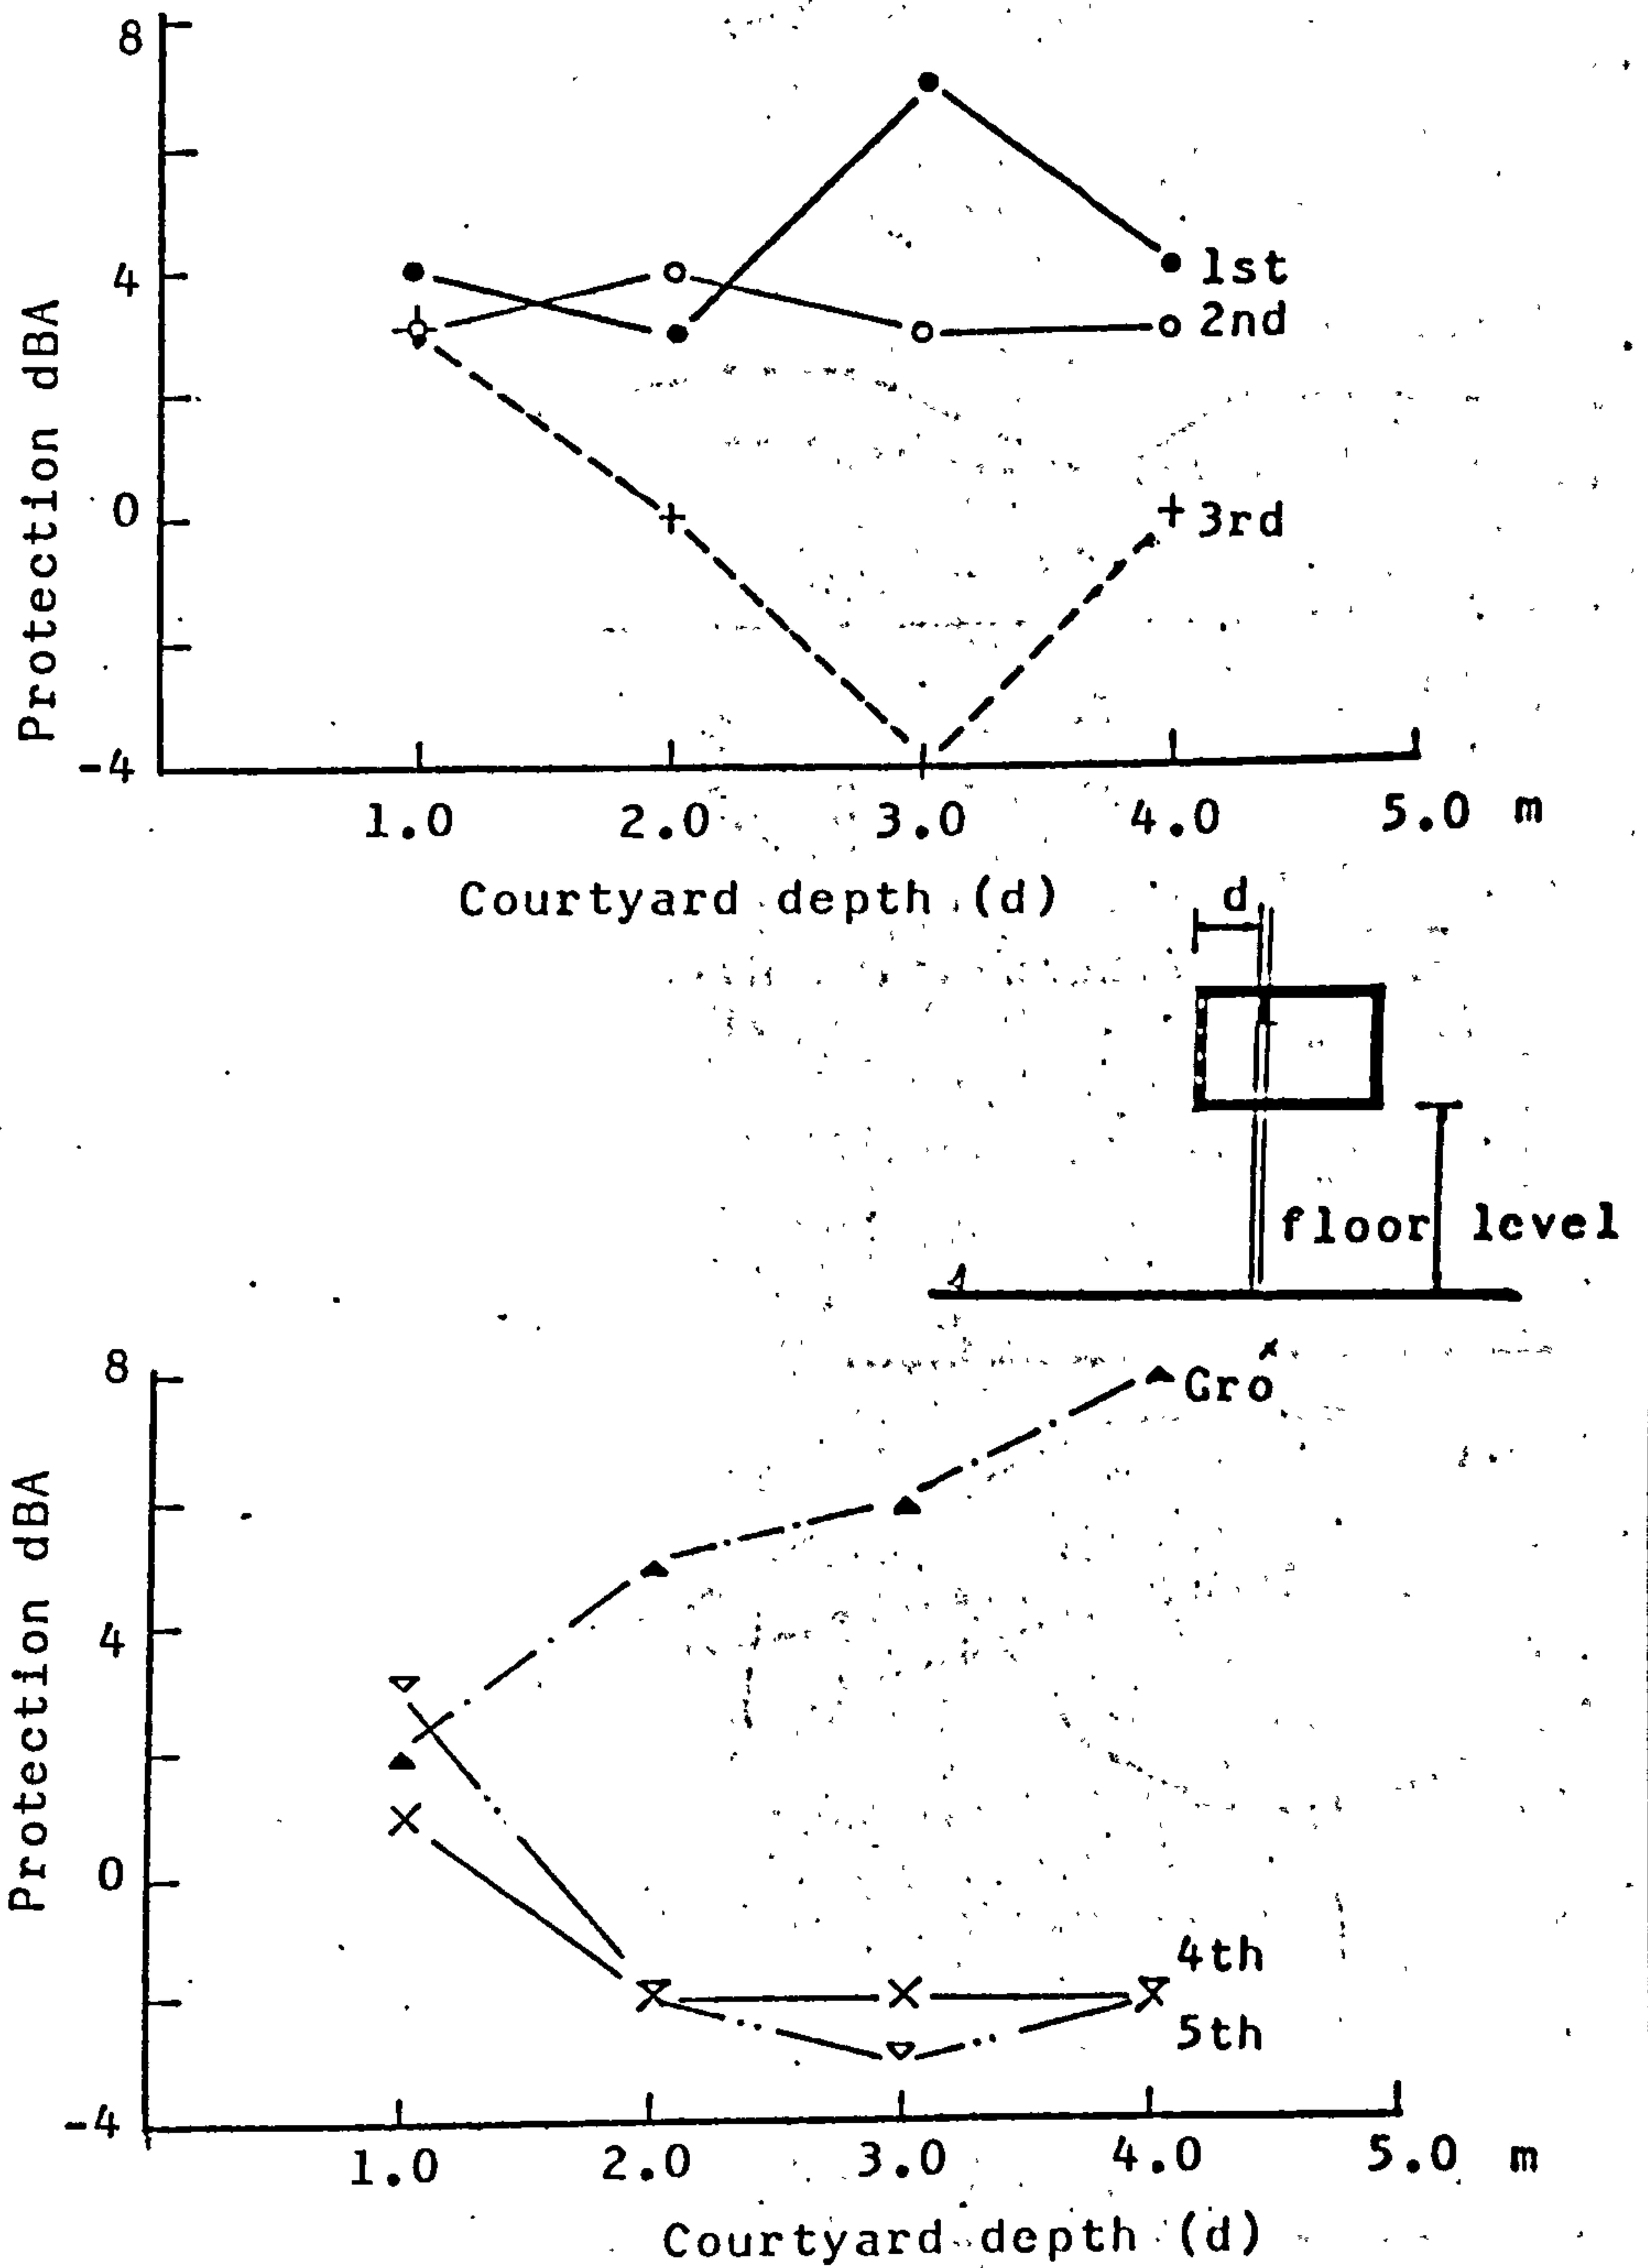 Protection dBA
8
4
0
-4
1st
2nd
3rd
1.0 2.0 3.0 4.0 5.0 m
Courtyard depth (d)
d
floor level
Protection dBA
8
4
0
-4
Gro
4th
5th
1.0 2.0 3.0 4.0 5.0 m
Courtyard depth (d)